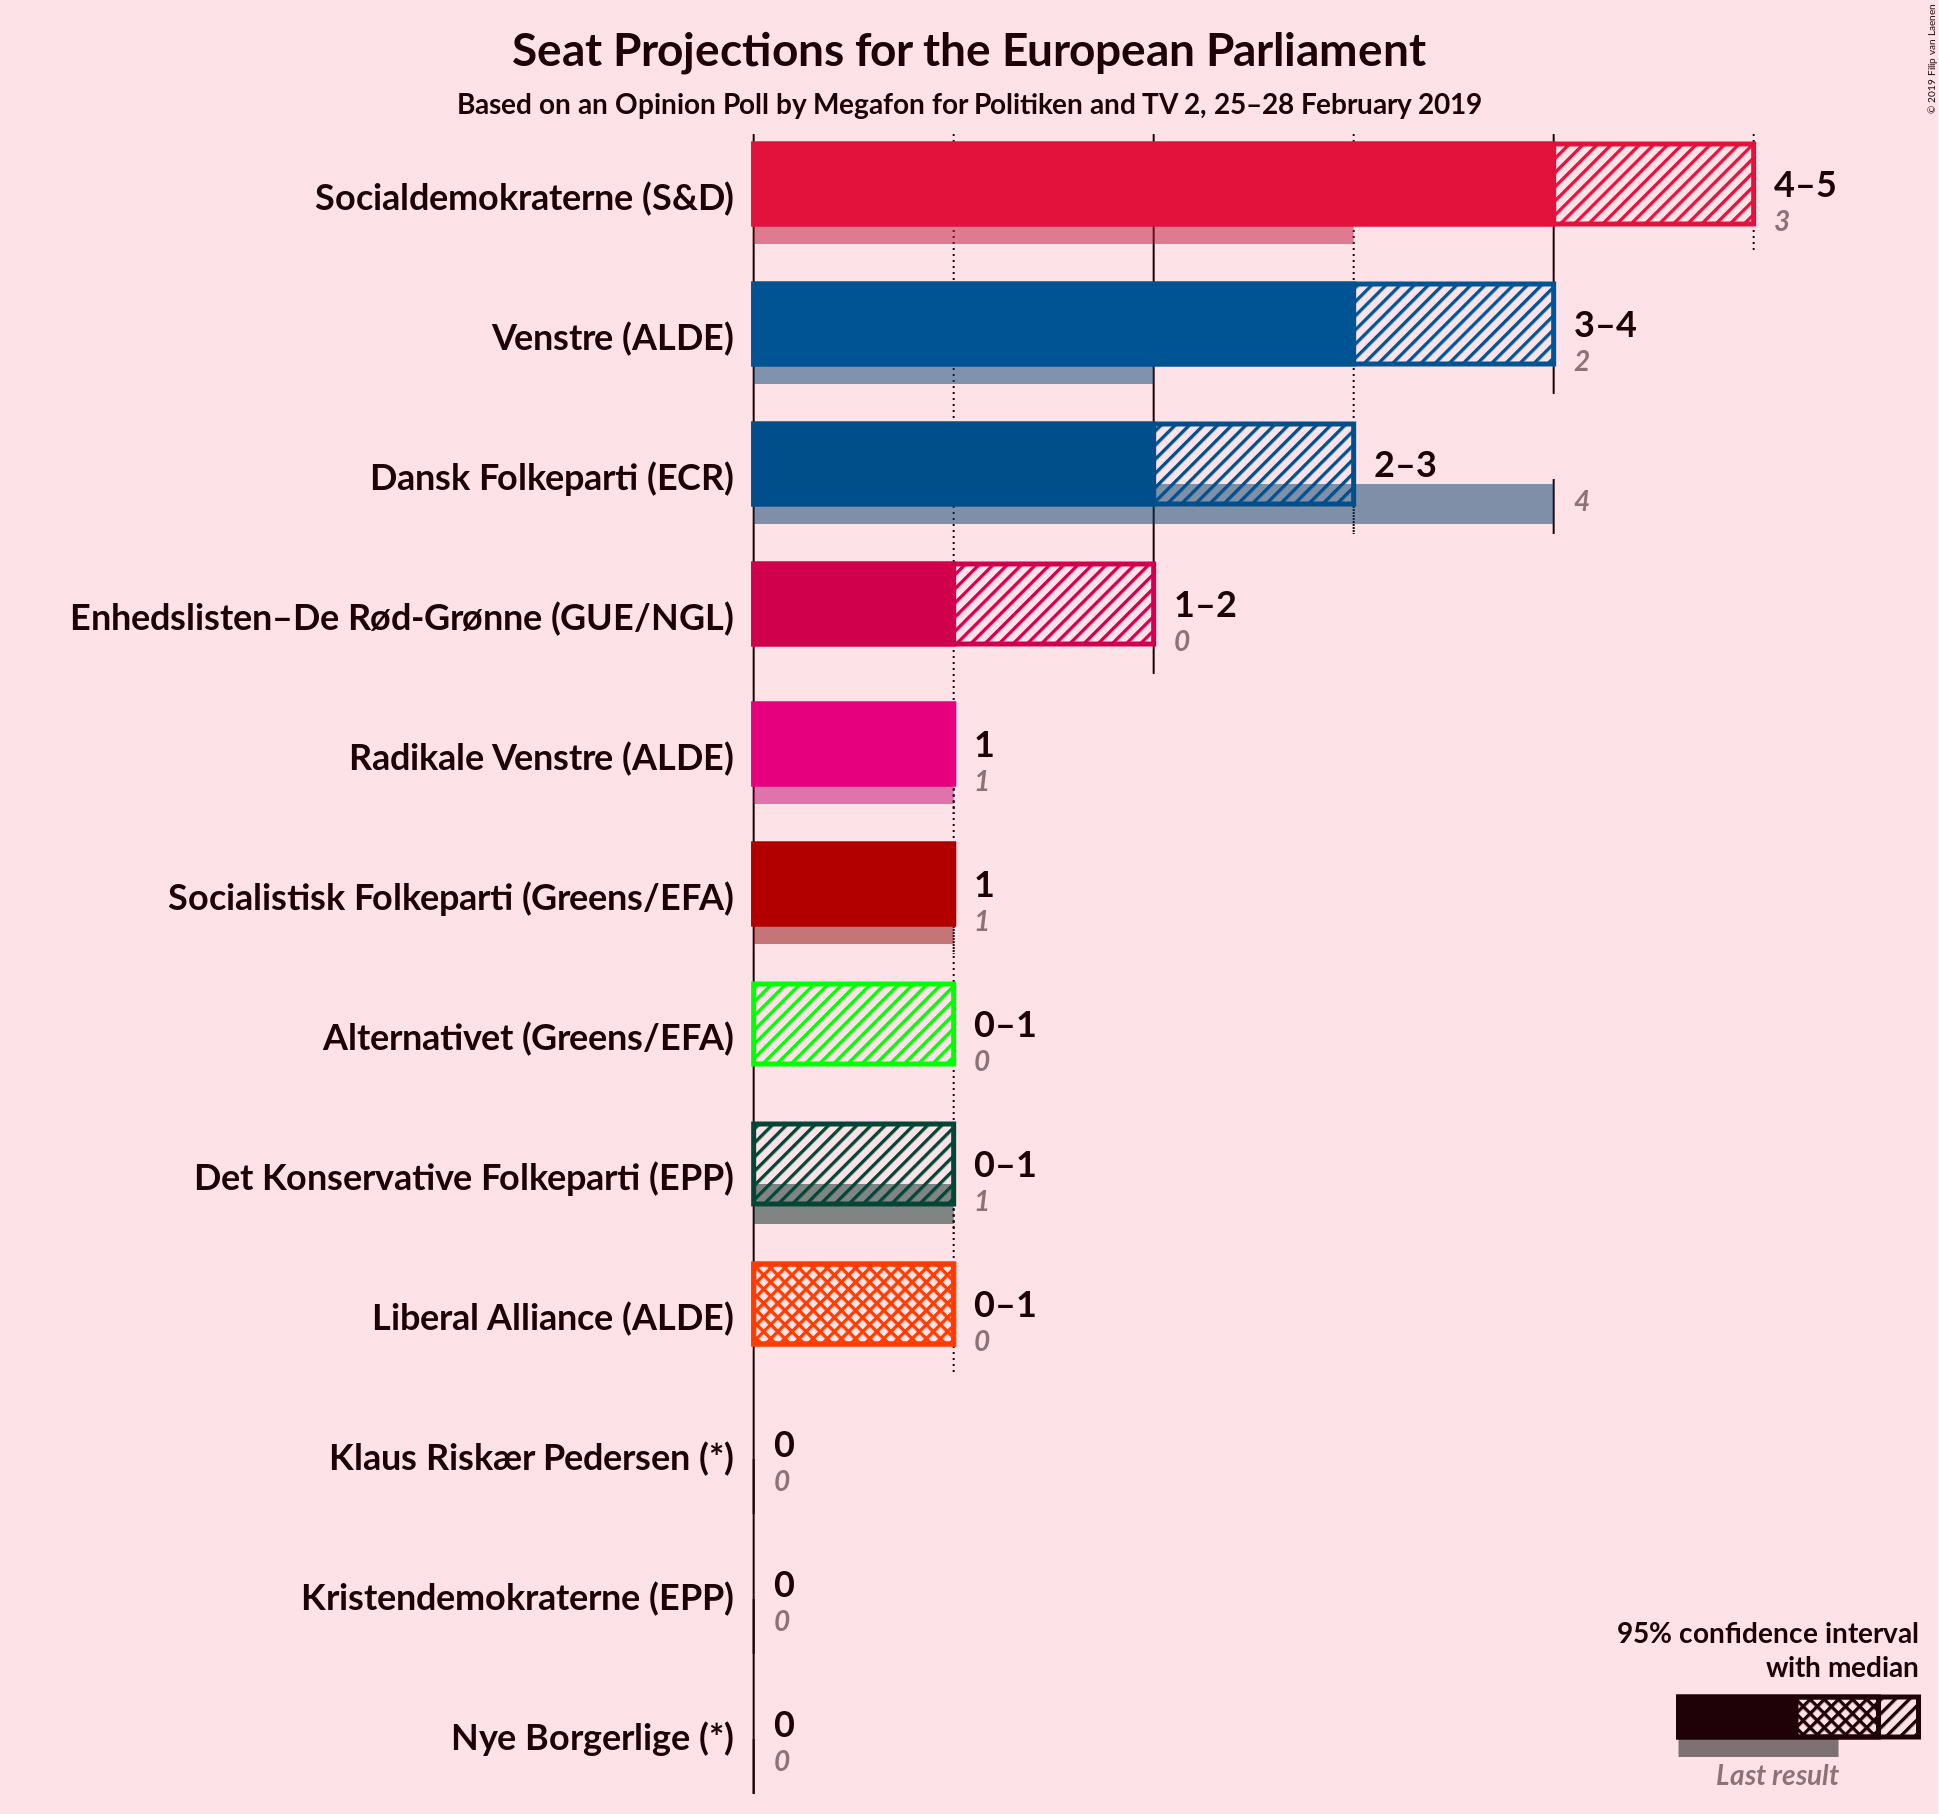 Seat Projections for the European Parliament
Based on an Opinion Poll by Megafon for Politiken and TV 2, 25–28 February 2019
© 2019 Filip van Laenen
Socialdemokraterne (S&D)
4–5
3
Venstre (ALDE)
3–4
2
Dansk Folkeparti (ECR)
2–3
4
Enhedslisten–De Rød-Grønne (GUE/NGL)
1–2
0
Radikale Venstre (ALDE)
1
1
Socialistisk Folkeparti (Greens/EFA)
1
1
Alternativet (Greens/EFA)
0–1
0
Det Konservative Folkeparti (EPP)
0–1
1
Liberal Alliance (ALDE)
0–1
0
Klaus Riskær Pedersen (*)
0
0
Kristendemokraterne (EPP)
0
0
Nye Borgerlige (*)
0
0
95% confidence interval
with median
Last result